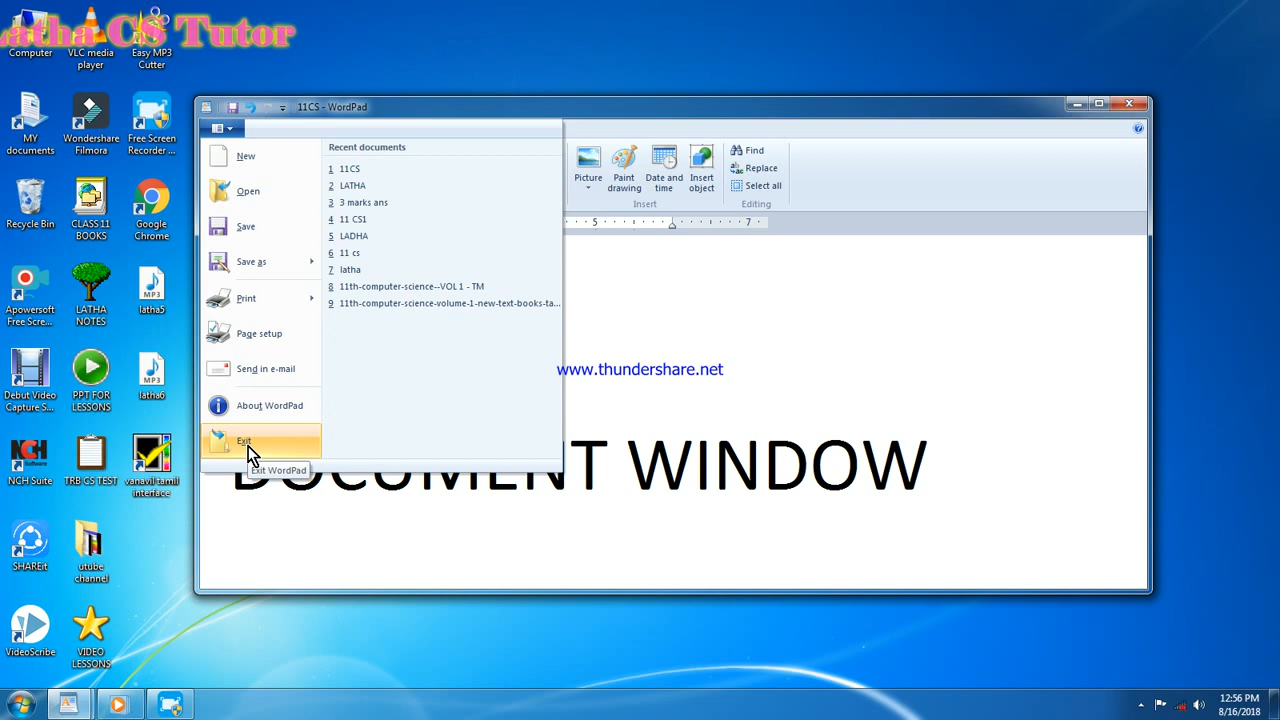 Latha CS Tutor
Computer
VLC media
player
Easy MP3
Cutter
MY
documents
Wondershare
Filmora
Free Screen
Recorder ...
Recycle Bin
CLASS 11
BOOKS
Google
Chrome
Apowersoft
Free Scre...
LATHA
NOTES
latha5
Debut Video
Capture S...
PPT FOR
LESSONS
latha6
NCH Suite
TRB CS TEST
vanavil tamil
interface
SHAREit
utube
channel
VideoScribe
VIDEO
LESSONS
11CS - WordPad
New
Open
Save
Save as
Print
Page setup
Send in e-mail
About WordPad
Exit
Exit WordPad
Recent documents
1 11CS
2 LATHA
3 3 marks ans
4 11 CS1
5 LADHA
6 11 cs
7 latha
8 11th-computer-science--VOL 1 - TM
9 11th-computer-science-volume-1-new-text-books-ta...
Picture
Paint
drawing
Date and
time
Insert
object
Insert
Find
Replace
Select all
Editing
5 7
www.thundershare.net
DOCUMENT WINDOW
12:56 PM
8/16/2018